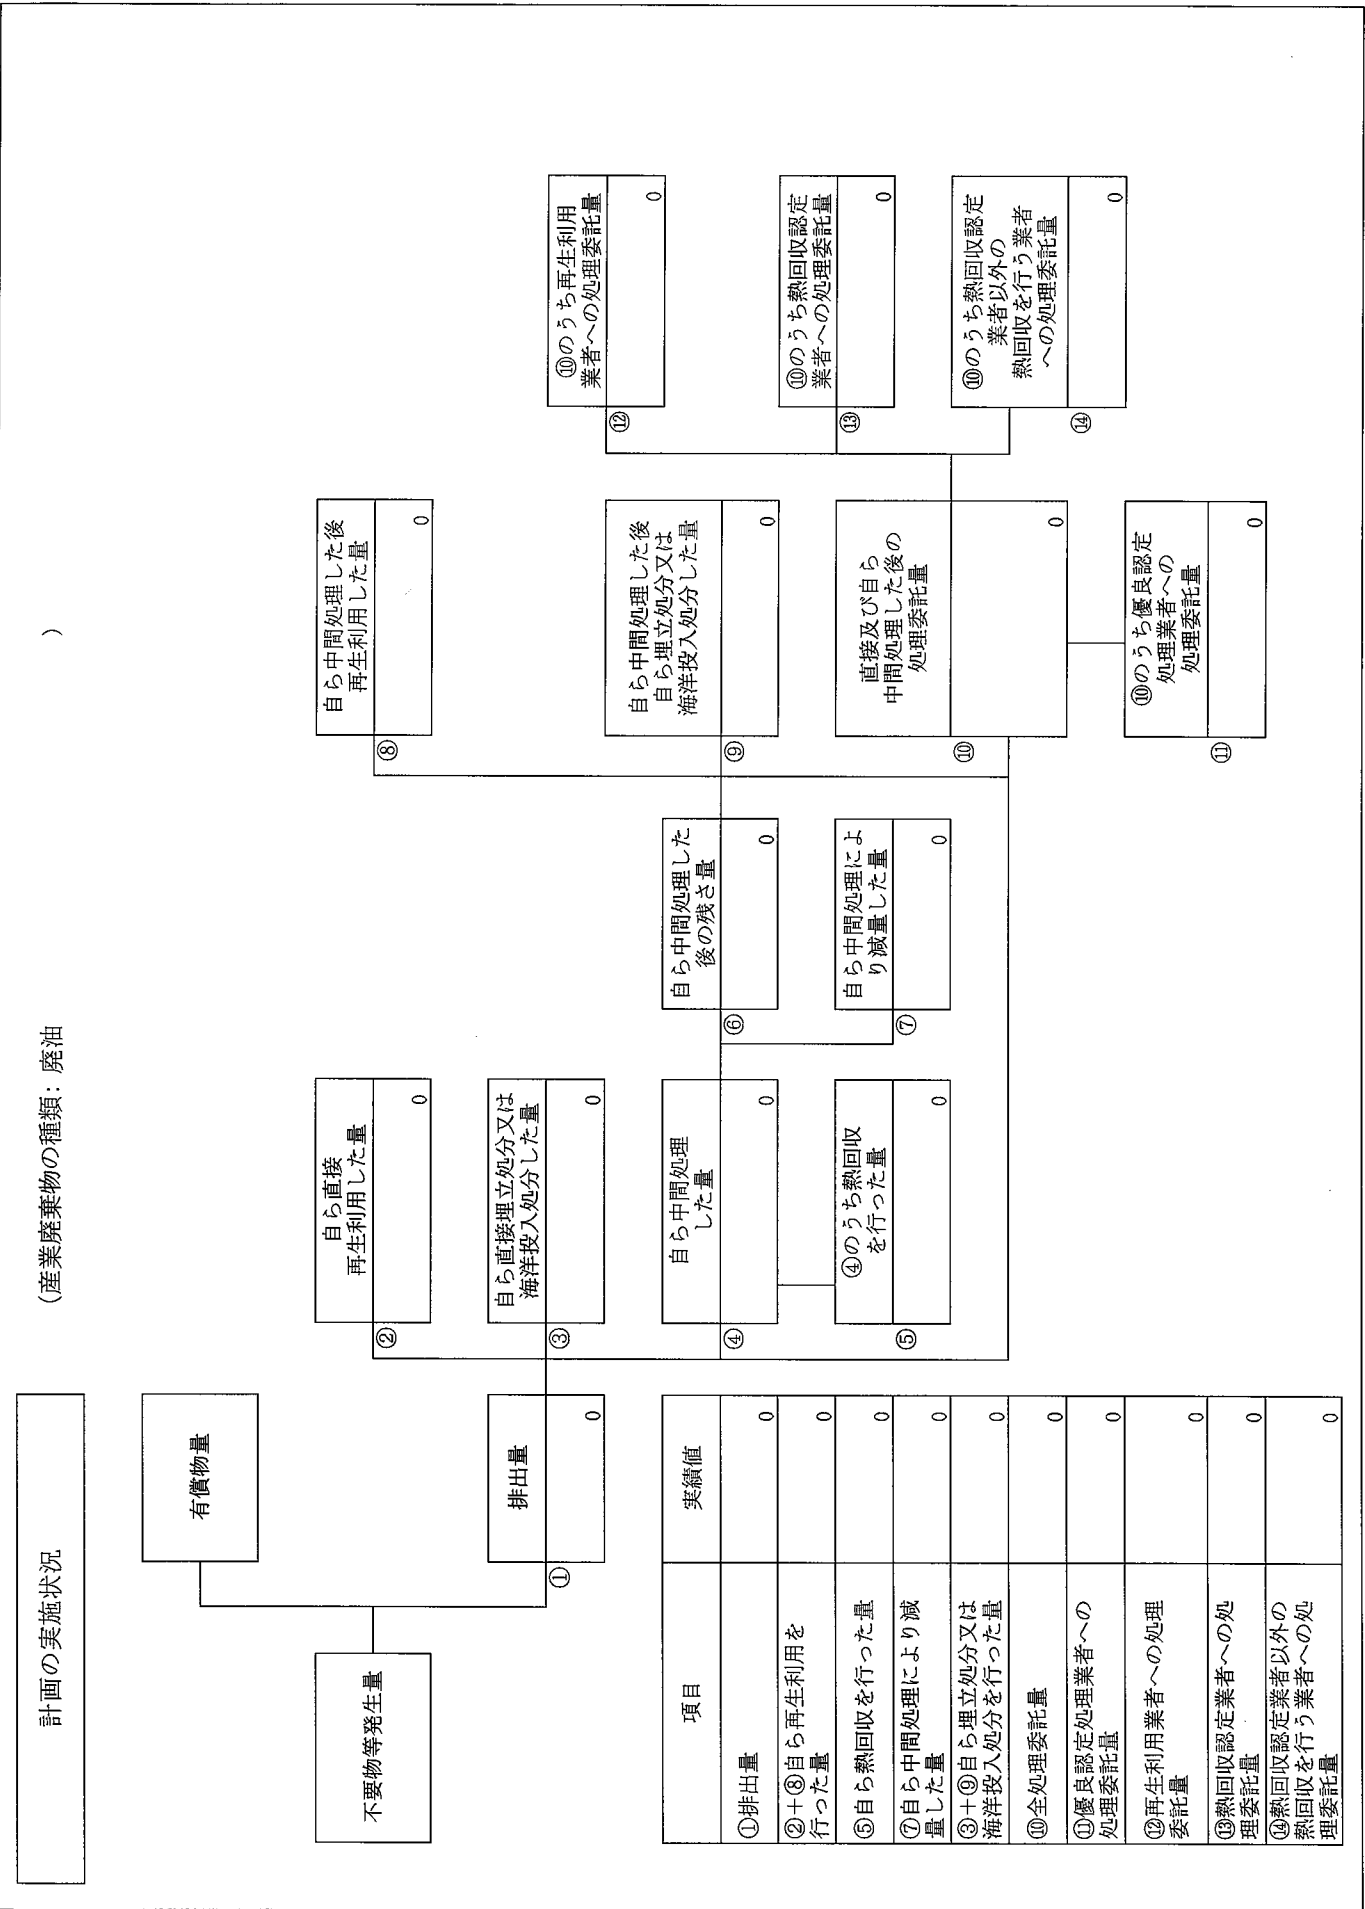 計画の実施状況
(産業廃棄物の種類：廃油
)
不要物等発生量
有償物量
排出量
①
0
自ら直接
再生利用した量
②
0
自ら直接埋立処分又は
海洋投入処分した量
③
0
自ら中間処理
した量
④
0
④のうち熱回収
を行った量
⑤
0
自ら中間処理した
後の残さ量
⑥
0
自ら中間処理によ
り減量した量
⑦
0
自ら中間処理した後
再生利用した量
⑧
0
自ら中間処理した後
自ら埋立処分又は
海洋投入処分した量
⑨
0
直接及び自ら
中間処理した後の
処理委託量
⑩
0
⑩のうち優良認定
処理業者への
処理委託量
⑪
0
⑩のうち再生利用
業者への処理委託量
⑫
0
⑩のうち熱回収認定
業者への処理委託量
⑬
0
⑩のうち熱回収認定
業者以外の
熱回収を行う業者
への処理委託量
⑭
0
項目
実績値
①排出量
0
②+⑧自ら再生利用を
行った量
0
⑤自ら熱回収を行った量
0
⑦自ら中間処理により減
量した量
0
③+⑨自ら埋立処分又は
海洋投入処分を行った量
0
⑩全処理委託量
0
⑪優良認定処理業者への
処理委託量
0
⑫再生利用業者への処理
委託量
0
⑬熱回収認定業者への処
理委託量
0
⑭熱回収認定業者以外の
熱回収を行う業者への処
理委託量
0